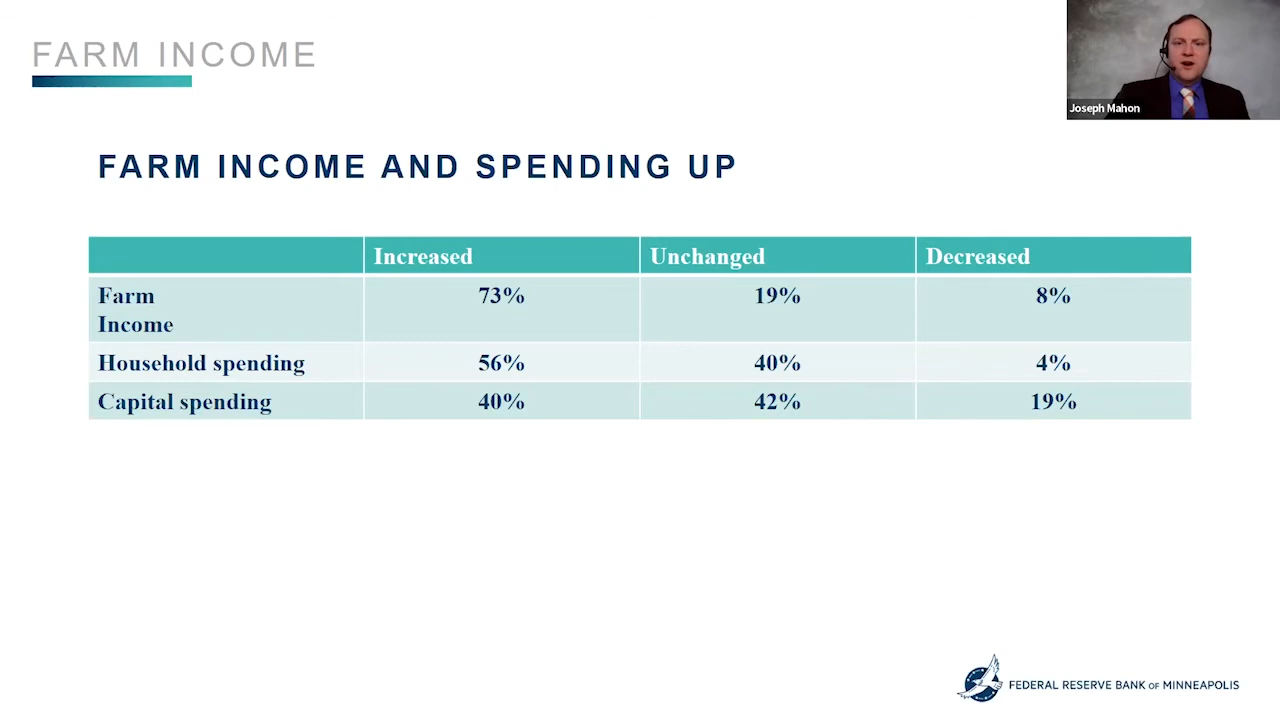 FARM INCOME
Joseph Mahon
FARM INCOME AND SPENDING UP
Increased Unchanged Decreased
Farm
Income 73% 19% 8%
Household spending 56% 40% 4%
Capital spending 40% 42% 19%
FEDERAL RESERVE BANK OF MINNEAPOLIS